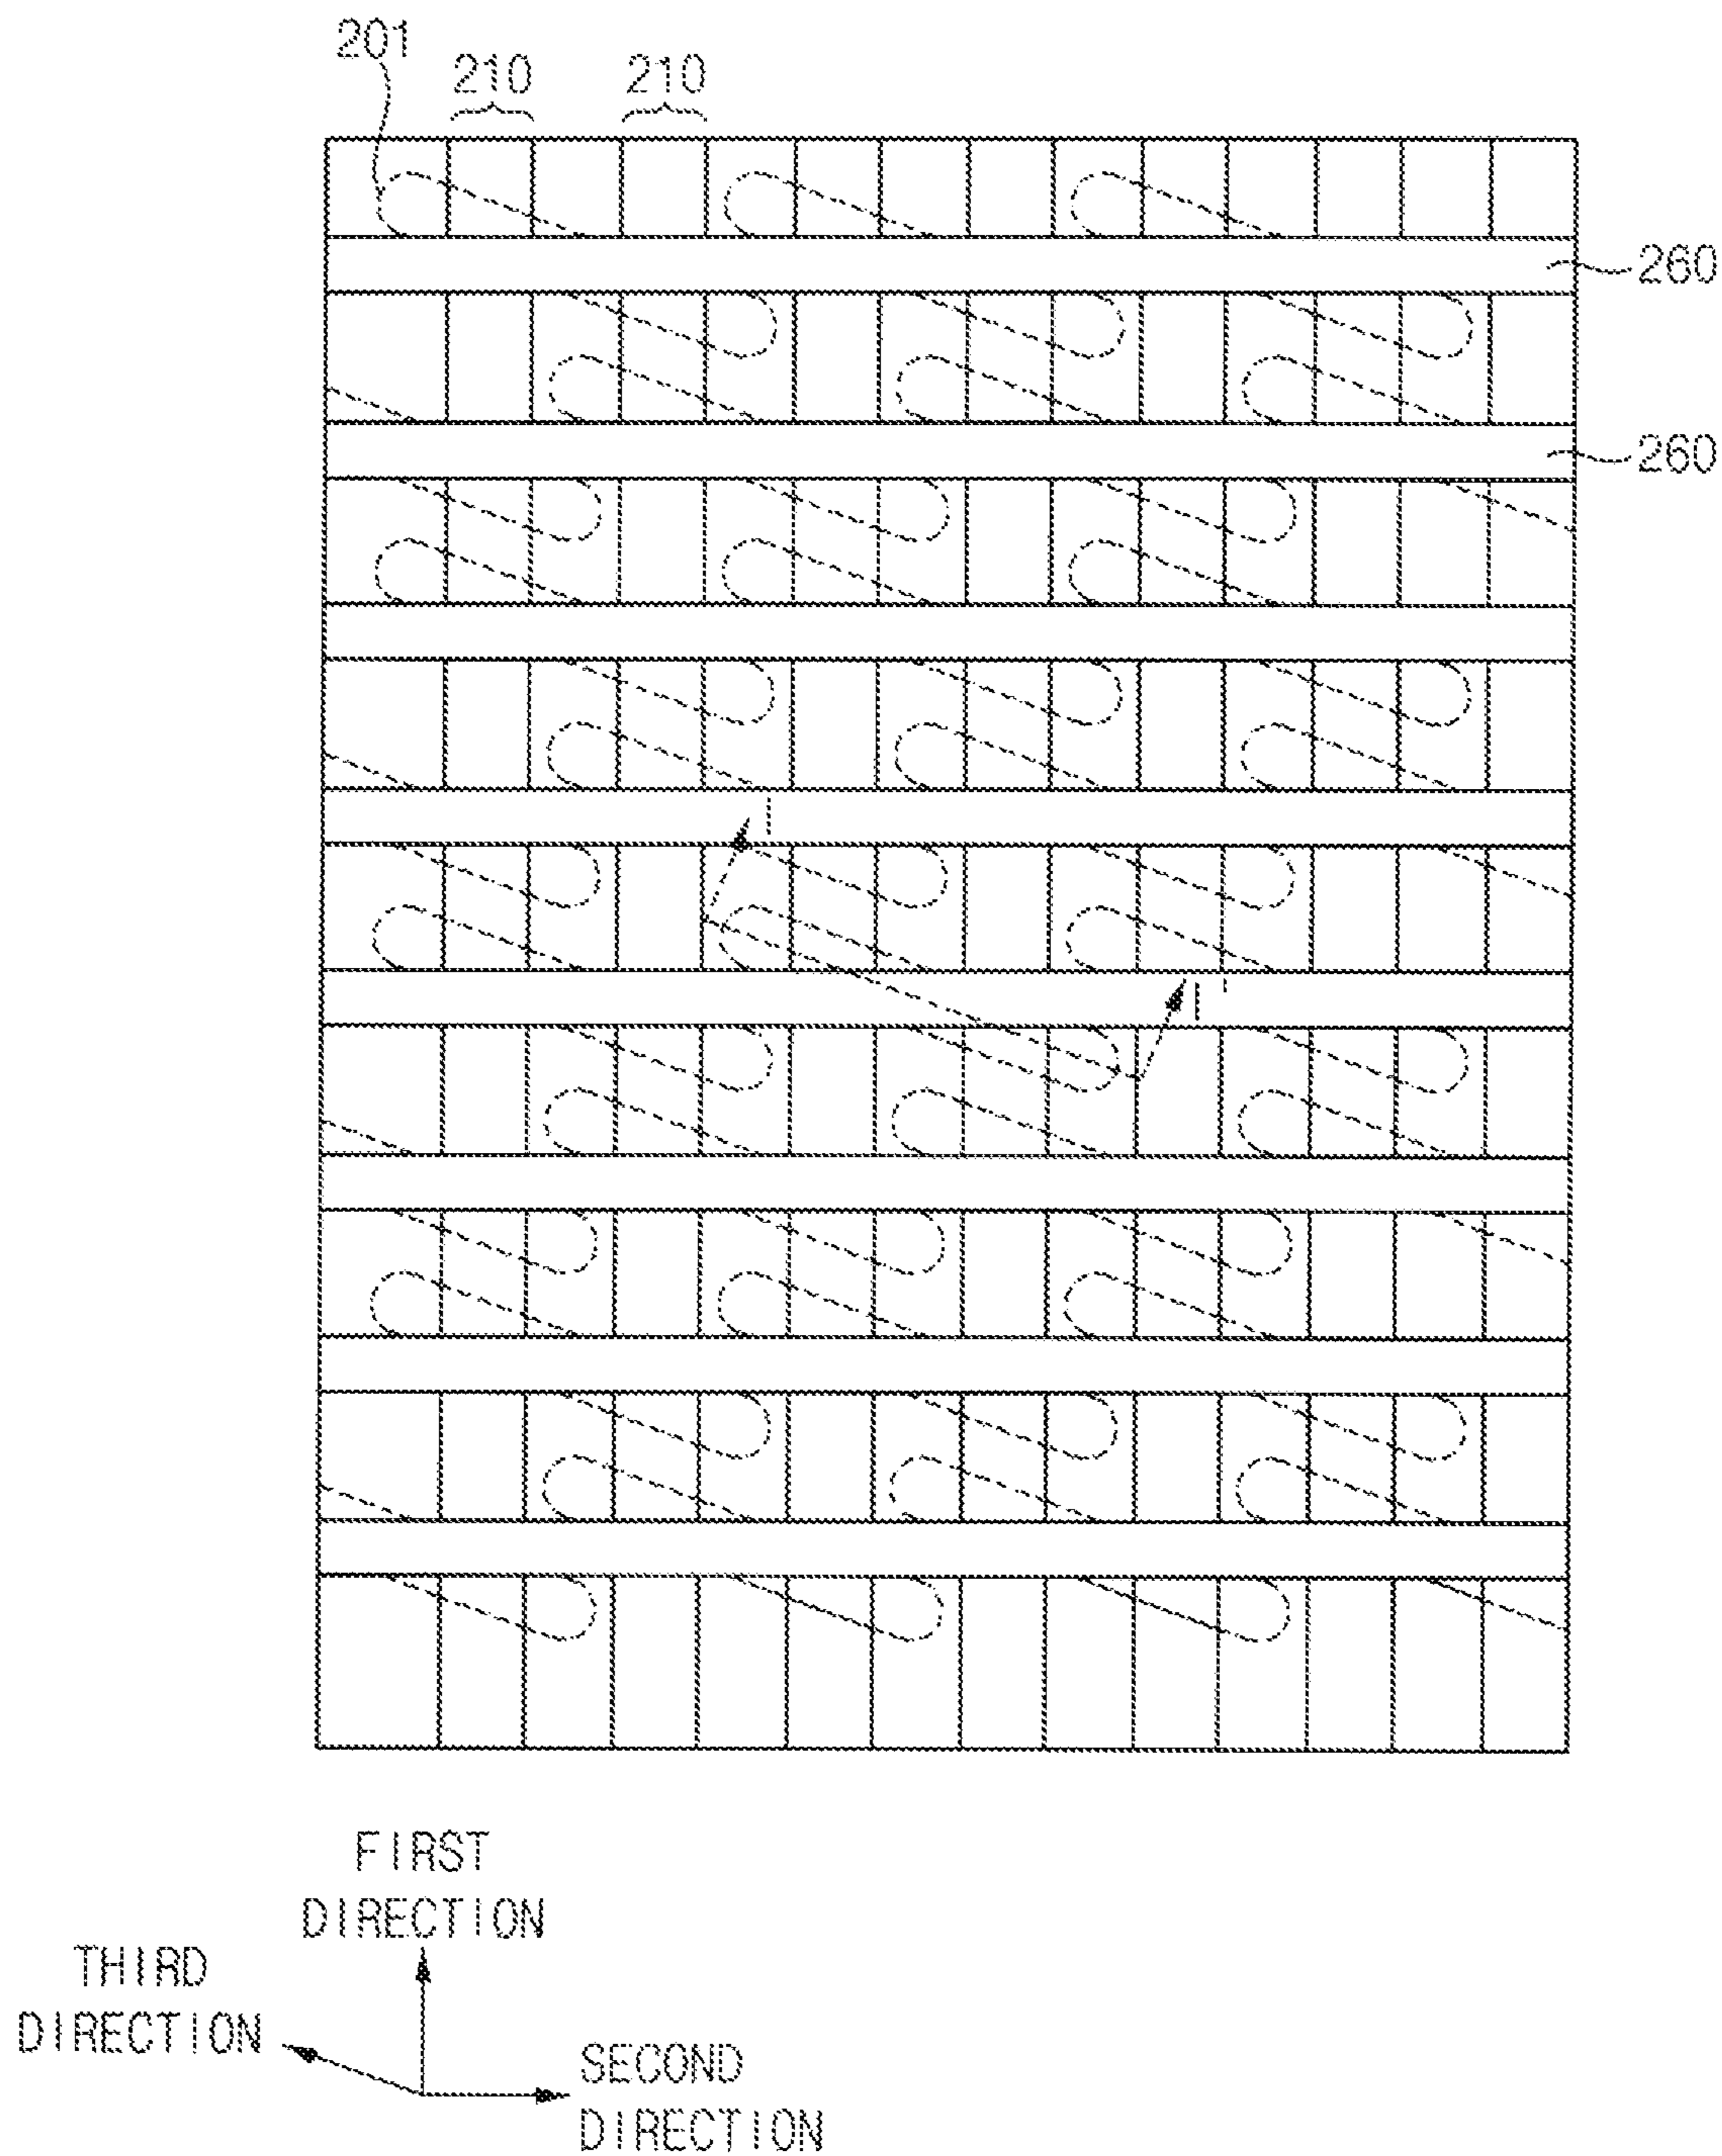 201
210 210
260
260
I
I
FIRST
DIRECTION
THIRD
DIRECTION
SECOND
DIRECTION